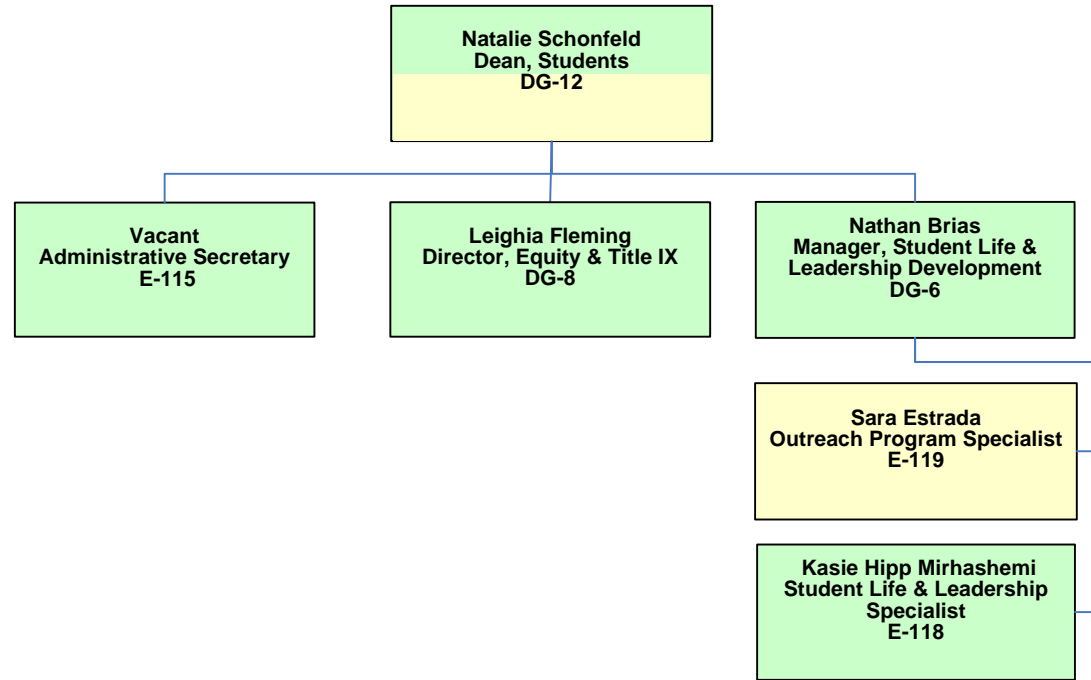 Natalie Schonfeld
Dean, Students
DG-12
Vacant
Administrative Secretary
E-115
Leighia Fleming
Director, Equity & Title IX
DG-8
Nathan Brias
Manager, Student Life &
Leadership Development
DG-6
Sara Estrada
Outreach Program Specialist
E-119
Kasie Hipp Mirhashemi
Student Life & Leadership
Specialist
E-118